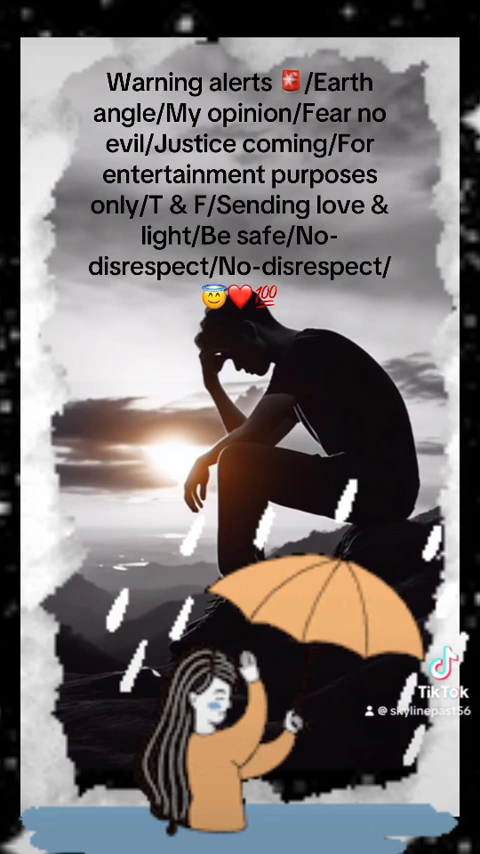 Warning alerts 🚨/Earth
angle/My opinion/Fear no
evil/Justice coming/For
entertainment purposes
only/T & F/Sending love &
light/Be safe/No-
disrespect/No-disrespect/
😇❤️💯
TikTok
@ skylinepast56